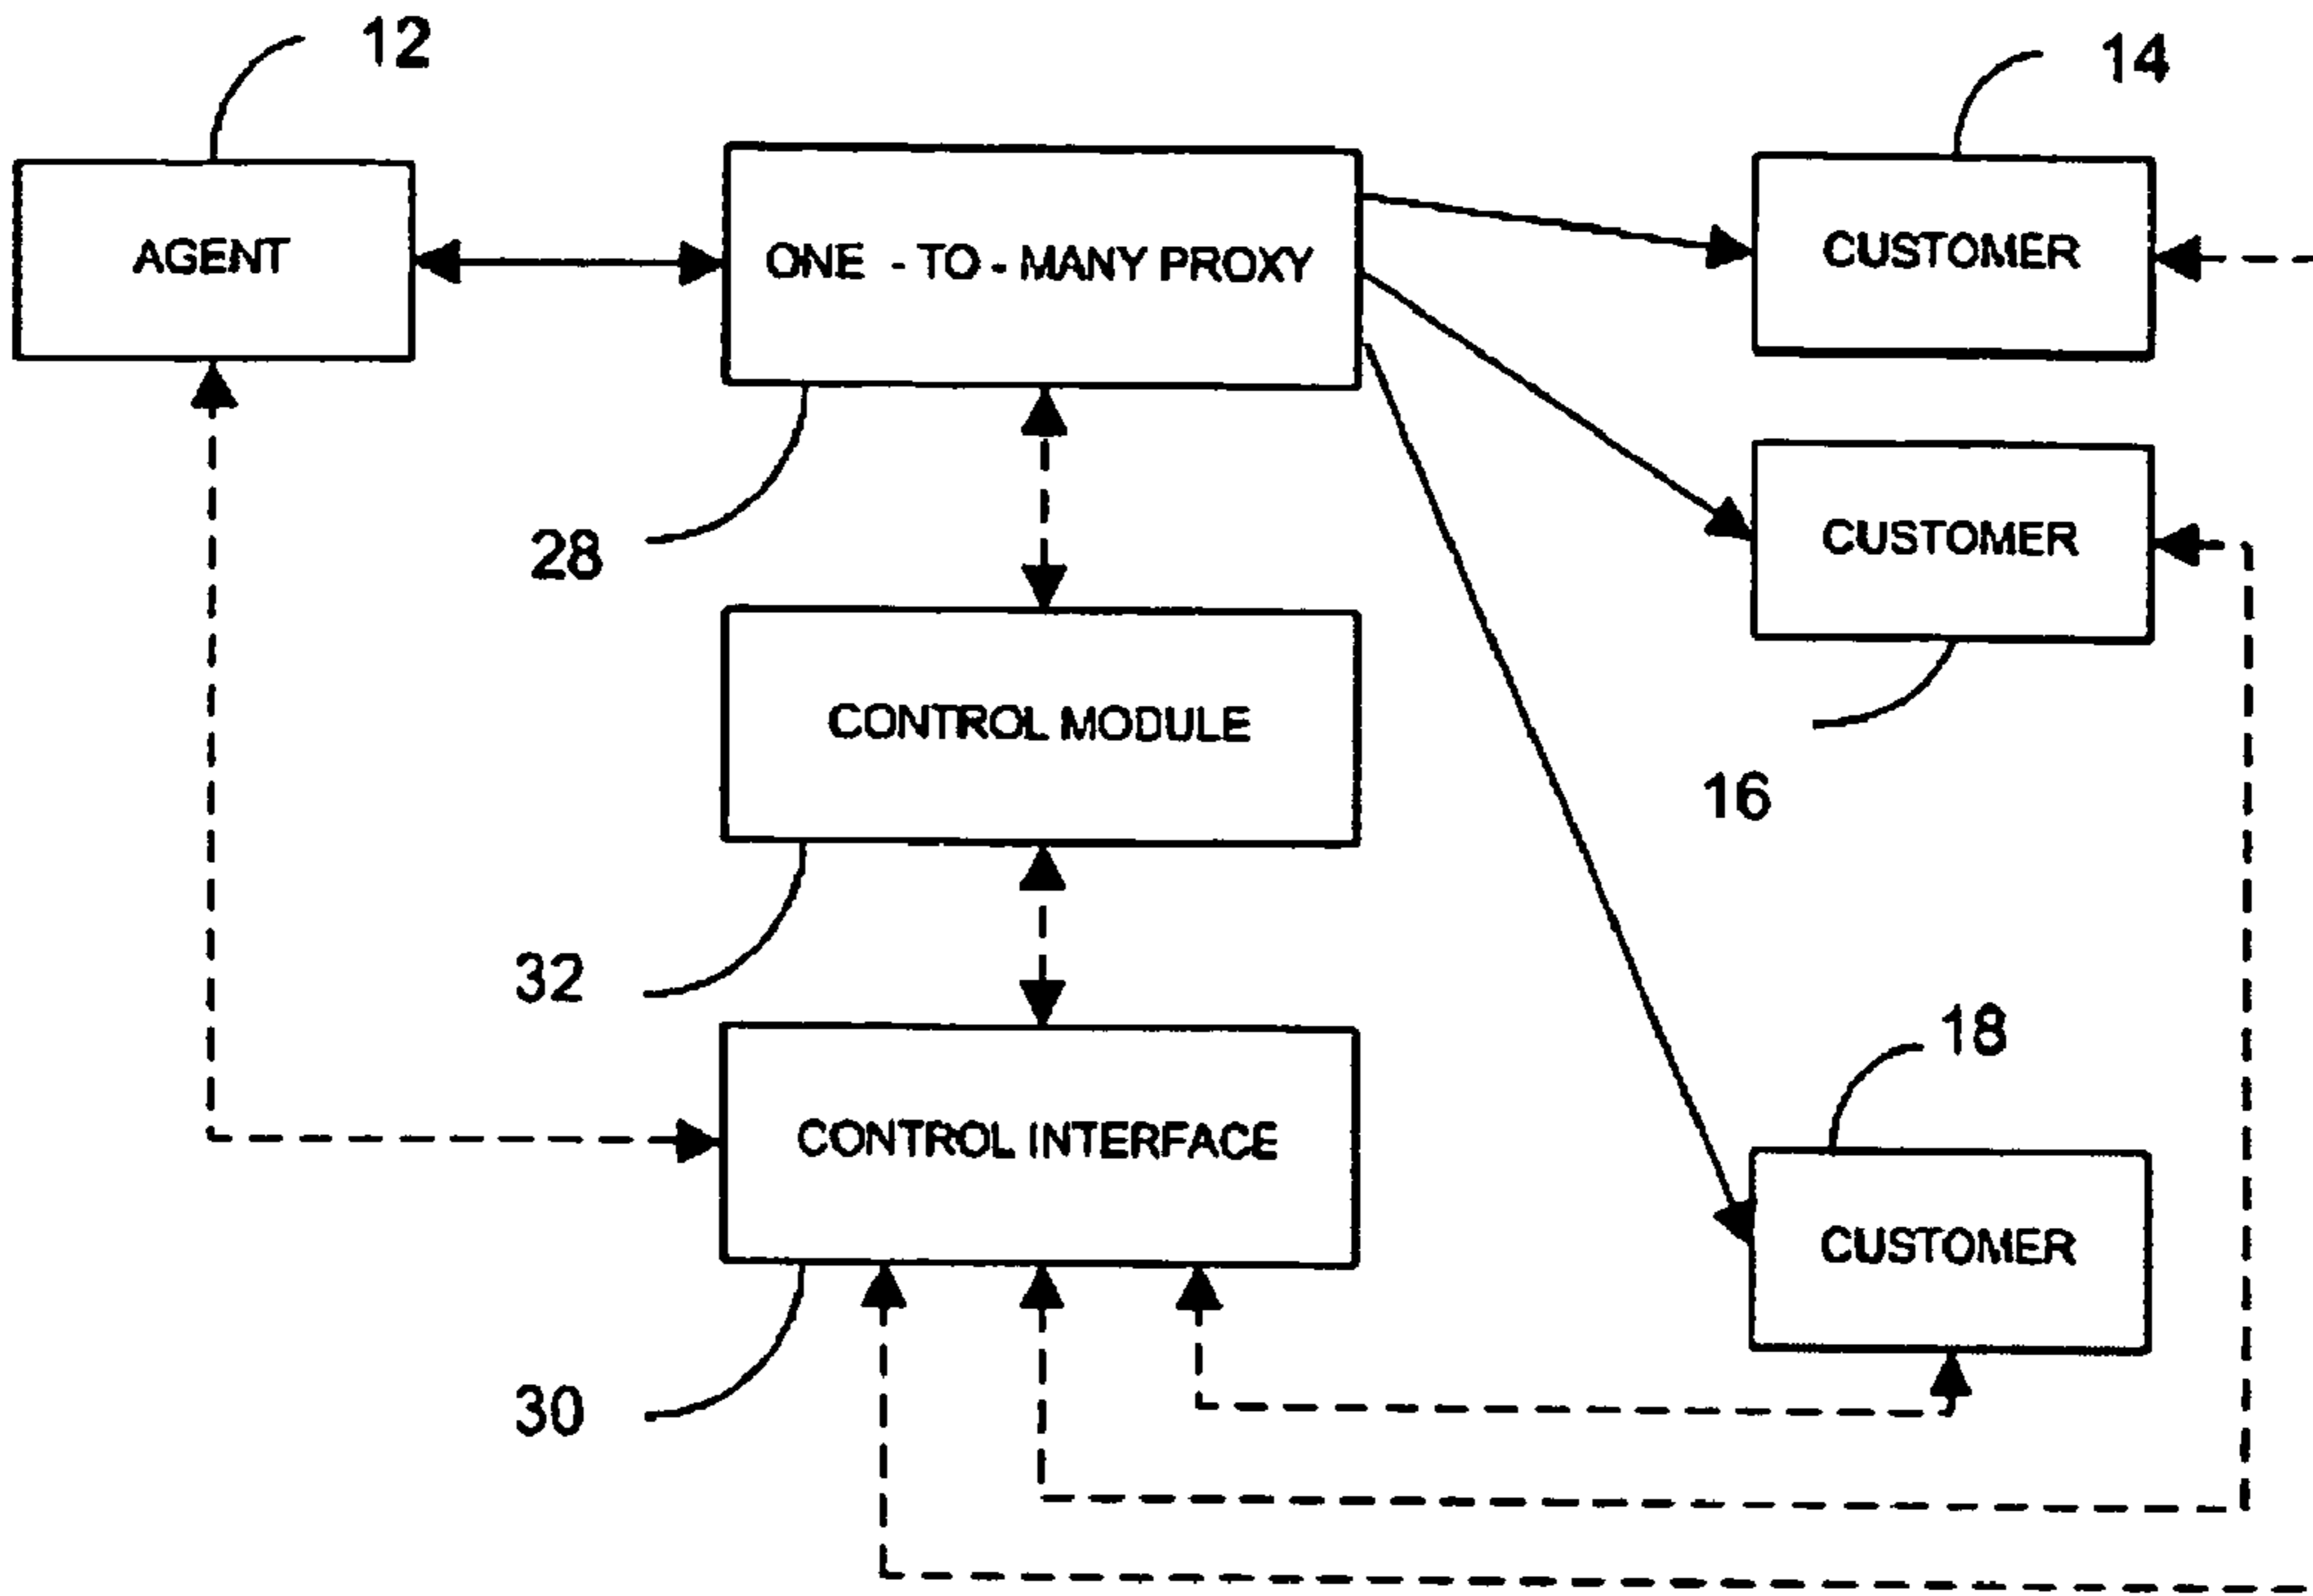 12
14
AGENT
ONE - TO - MANY PROXY
CUSTOMER
28
CUSTOMER
CONTROL MODULE
16
32
18
CONTROL INTERFACE
CUSTOMER
30